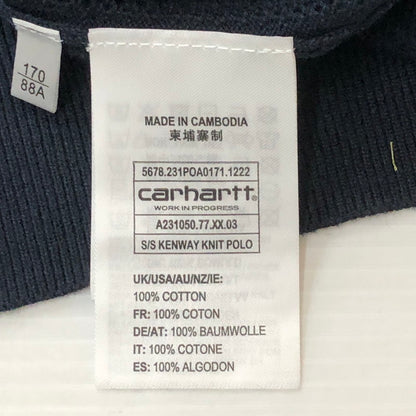 170
88A
MADE IN CAMBODIA
柬埔寨制
5678.231POA0171.1222
carhartt
WORK IN PROGRESS
A231050.77.XX.03
S/S KENWAY KNIT POLO
UK/USA/AU/NZ/IE:
100% COTTON
FR: 100% COTON
DE/AT: 100% BAUMWOLLE
IT: 100% COTONE
ES: 100% ALGODON